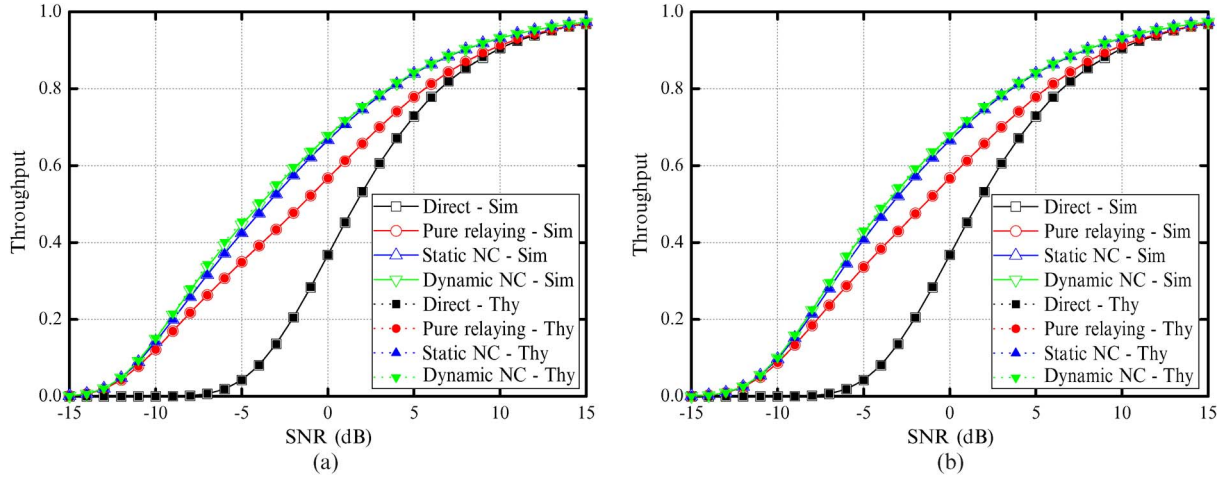 1.0
0.8
0.6
0.4
0.2
0.0
Throughput
-15 -10 -5 0 5 10 15
SNR (dB)
Direct - Sim
Pure relaying - Sim
Static NC - Sim
Dynamic NC - Sim
Direct - Thy
Pure relaying - Thy
Static NC - Thy
Dynamic NC - Thy
(a)
1.0
0.8
0.6
0.4
0.2
0.0
Throughput
-15 -10 -5 0 5 10 15
SNR (dB)
Direct - Sim
Pure relaying - Sim
Static NC - Sim
Dynamic NC - Sim
Direct - Thy
Pure relaying - Thy
Static NC - Thy
Dynamic NC - Thy
(b)